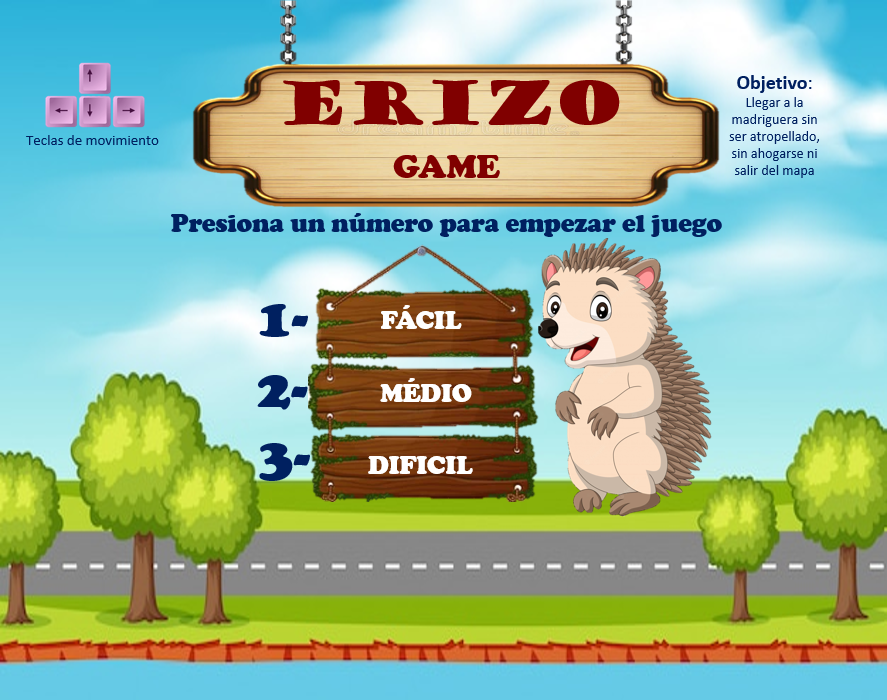 ERIZO
GAME
↑
← ↓ →
Teclas de movimiento
Objetivo:
Llegar a la
madriguera sin
ser atropellado,
sin ahogarse ni
salir del mapa
Presiona un número para empezar el juego
1- FÁCIL
2- MÉDIO
3- DIFICIL